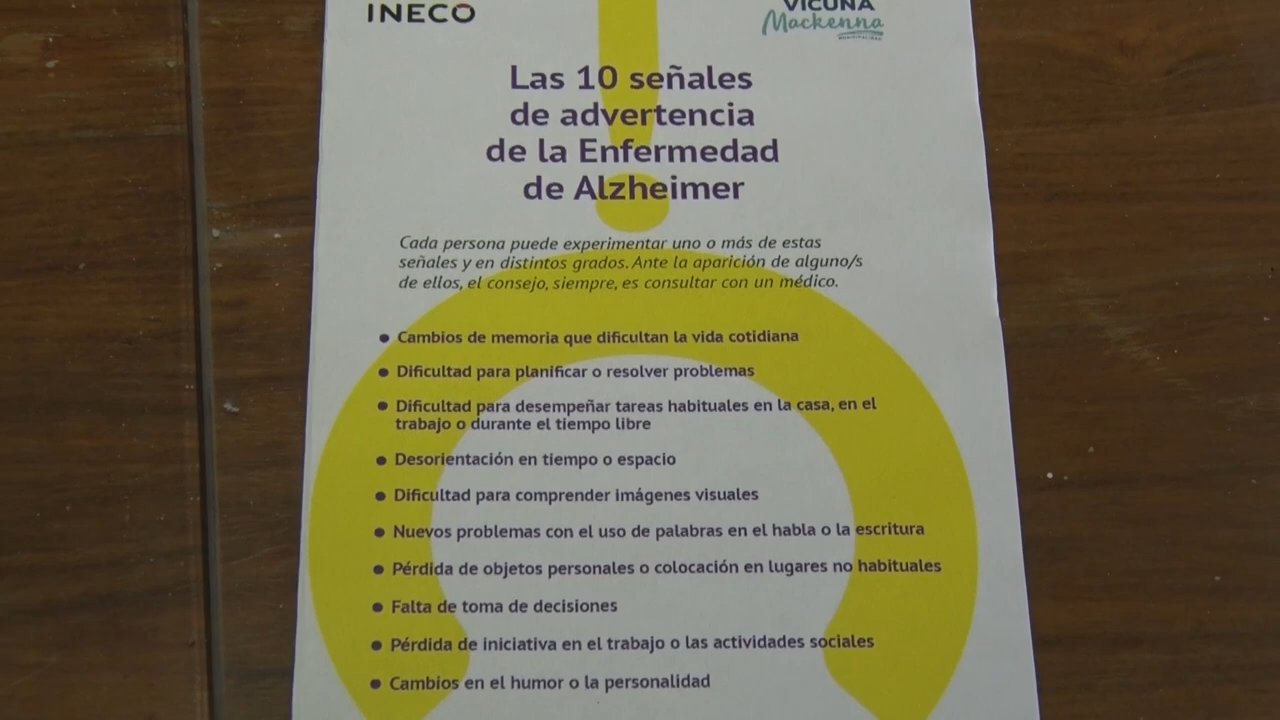 INECO
VICUÑA
Mackenna
MUNICIPALIDAD
Las 10 señales
de advertencia
de la Enfermedad
de Alzheimer
Cada persona puede experimentar uno o más de estas
señales y en distintos grados. Ante la aparición de alguno/s
de ellos, el consejo, siempre, es consultar con un médico.
• Cambios de memoria que dificultan la vida cotidiana
• Dificultad para planificar o resolver problemas
• Dificultad para desempeñar tareas habituales en la casa, en el
trabajo o durante el tiempo libre
• Desorientación en tiempo o espacio
• Dificultad para comprender imágenes visuales
• Nuevos problemas con el uso de palabras en el habla o la escritura
• Pérdida de objetos personales o colocación en lugares no habituales
• Falta de toma de decisiones
• Pérdida de iniciativa en el trabajo o las actividades sociales
• Cambios en el humor o la personalidad